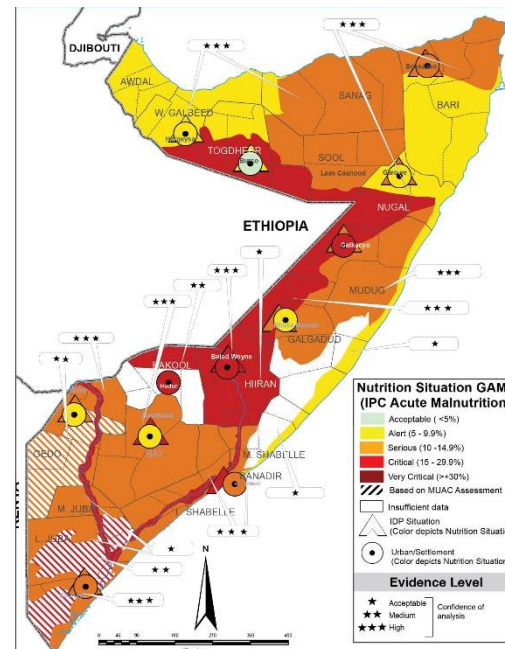 DJIBOUTI
★★★
★★★
AWDAL
W. GALBEED
SANAG
BARI
TOGDHEER
SOOL
Laas Caanood
NUGAL
ETHIOPIA
★
★★★
★★
★★★
★★★
★★
Galkacyo
MUDUG
★★★
★★★
GALGADUD
★
BAKOOL
Hudur
Beled Weyne
HIIRAN
GEDO
BAY
M. SHABELLE
BANADIR
★
M. JUBA
L. SHABELLE
★★★
KENYA
L. JUBA
★
★★
★★★
N
Nutrition Situation GAM
(IPC Acute Malnutrition
Acceptable ( <5%)
Alert (5 - 9.9%)
Serious (10 -14.9%)
Critical (15 - 29.9%)
Very Critical (>+30%)
Based on MUAC Assessment
Insufficient data
IDP Situation
(Color depicts Nutrition Situatio
Urban/Settlement
(Color depicts Nutrition Situatio
Evidence Level
★ Acceptable
★★ Medium
★★★ High
Confidence of
analysis